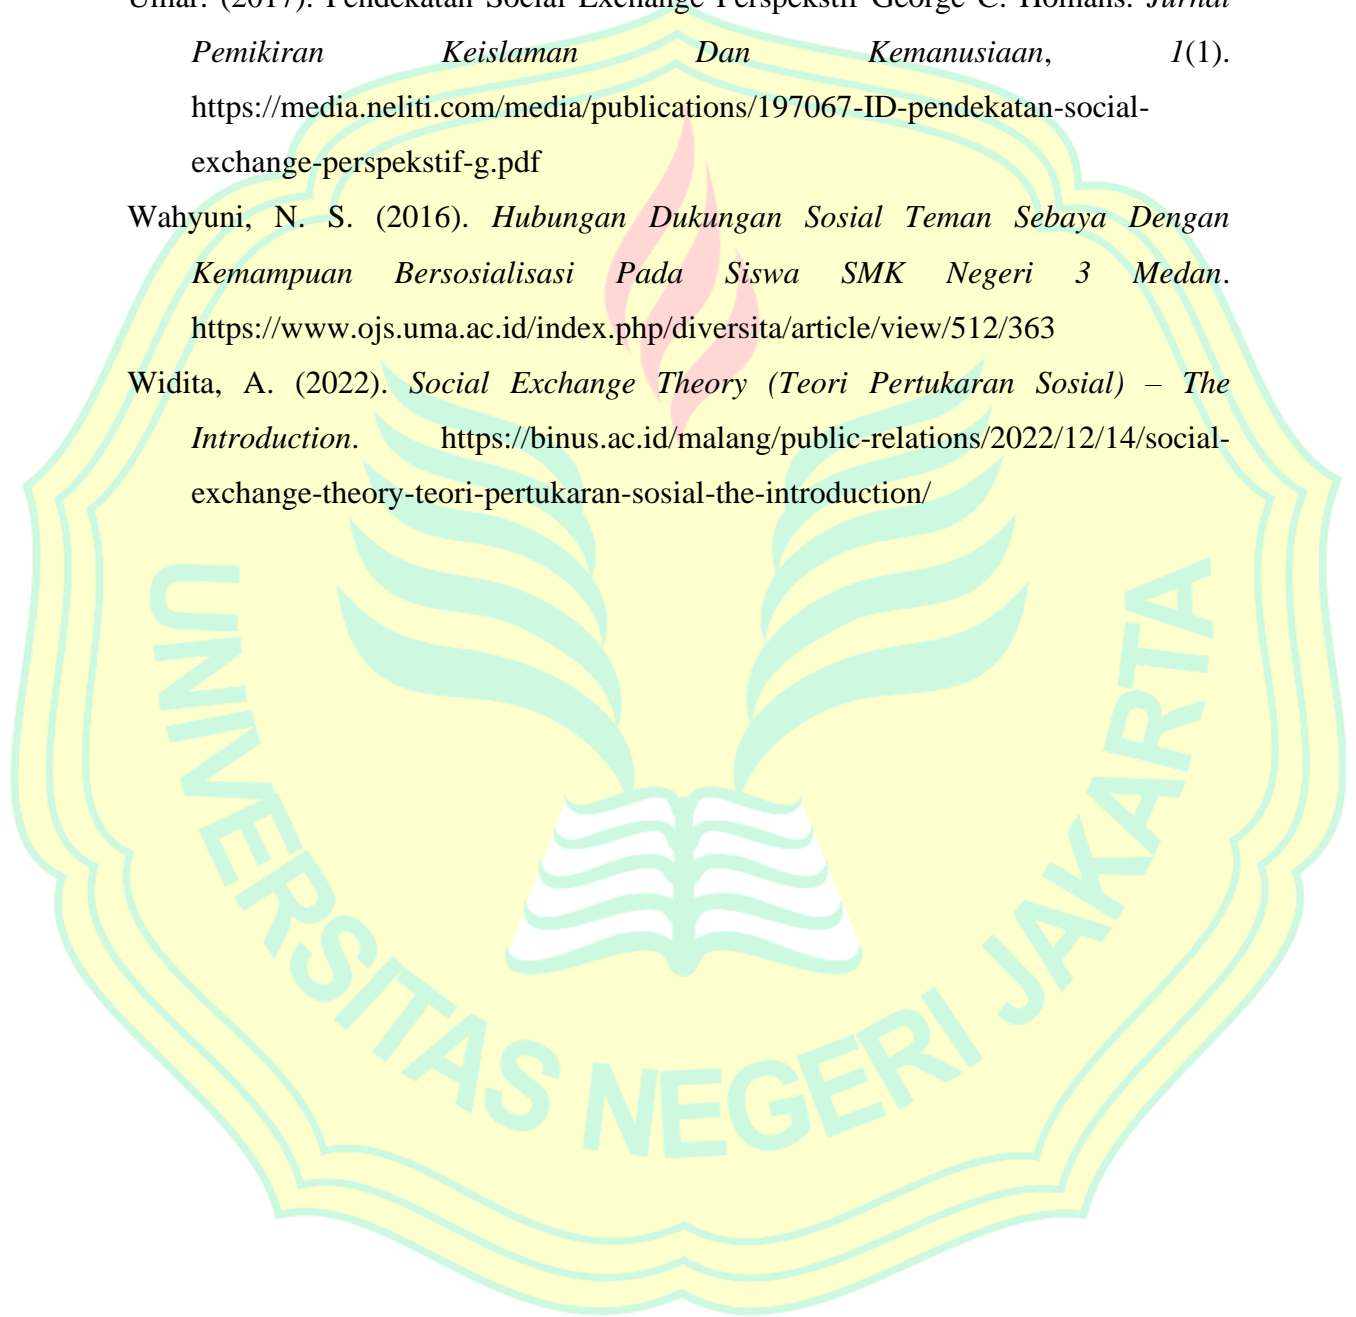 Umar. (2017). Pendekatan Social Exchange Perspekstif George C. Homans. Jurnal
Pemikiran Keislaman Dan Kemanusiaan, 1(1).
https://media.neliti.com/media/publications/197067-ID-pendekatan-social-
exchange-perspekstif-g.pdf
Wahyuni, N. S. (2016). Hubungan Dukungan Sosial Teman Sebaya Dengan
Kemampuan Bersosialisasi Pada Siswa SMK Negeri 3 Medan.
https://www.ojs.uma.ac.id/index.php/diversita/article/view/512/363
Widita, A. (2022). Social Exchange Theory (Teori Pertukaran Sosial) – The
Introduction. https://binus.ac.id/malang/public-relations/2022/12/14/social-
exchange-theory-teori-pertukaran-sosial-the-introduction/
UNIVERSITAS NEGERI JAKARTA